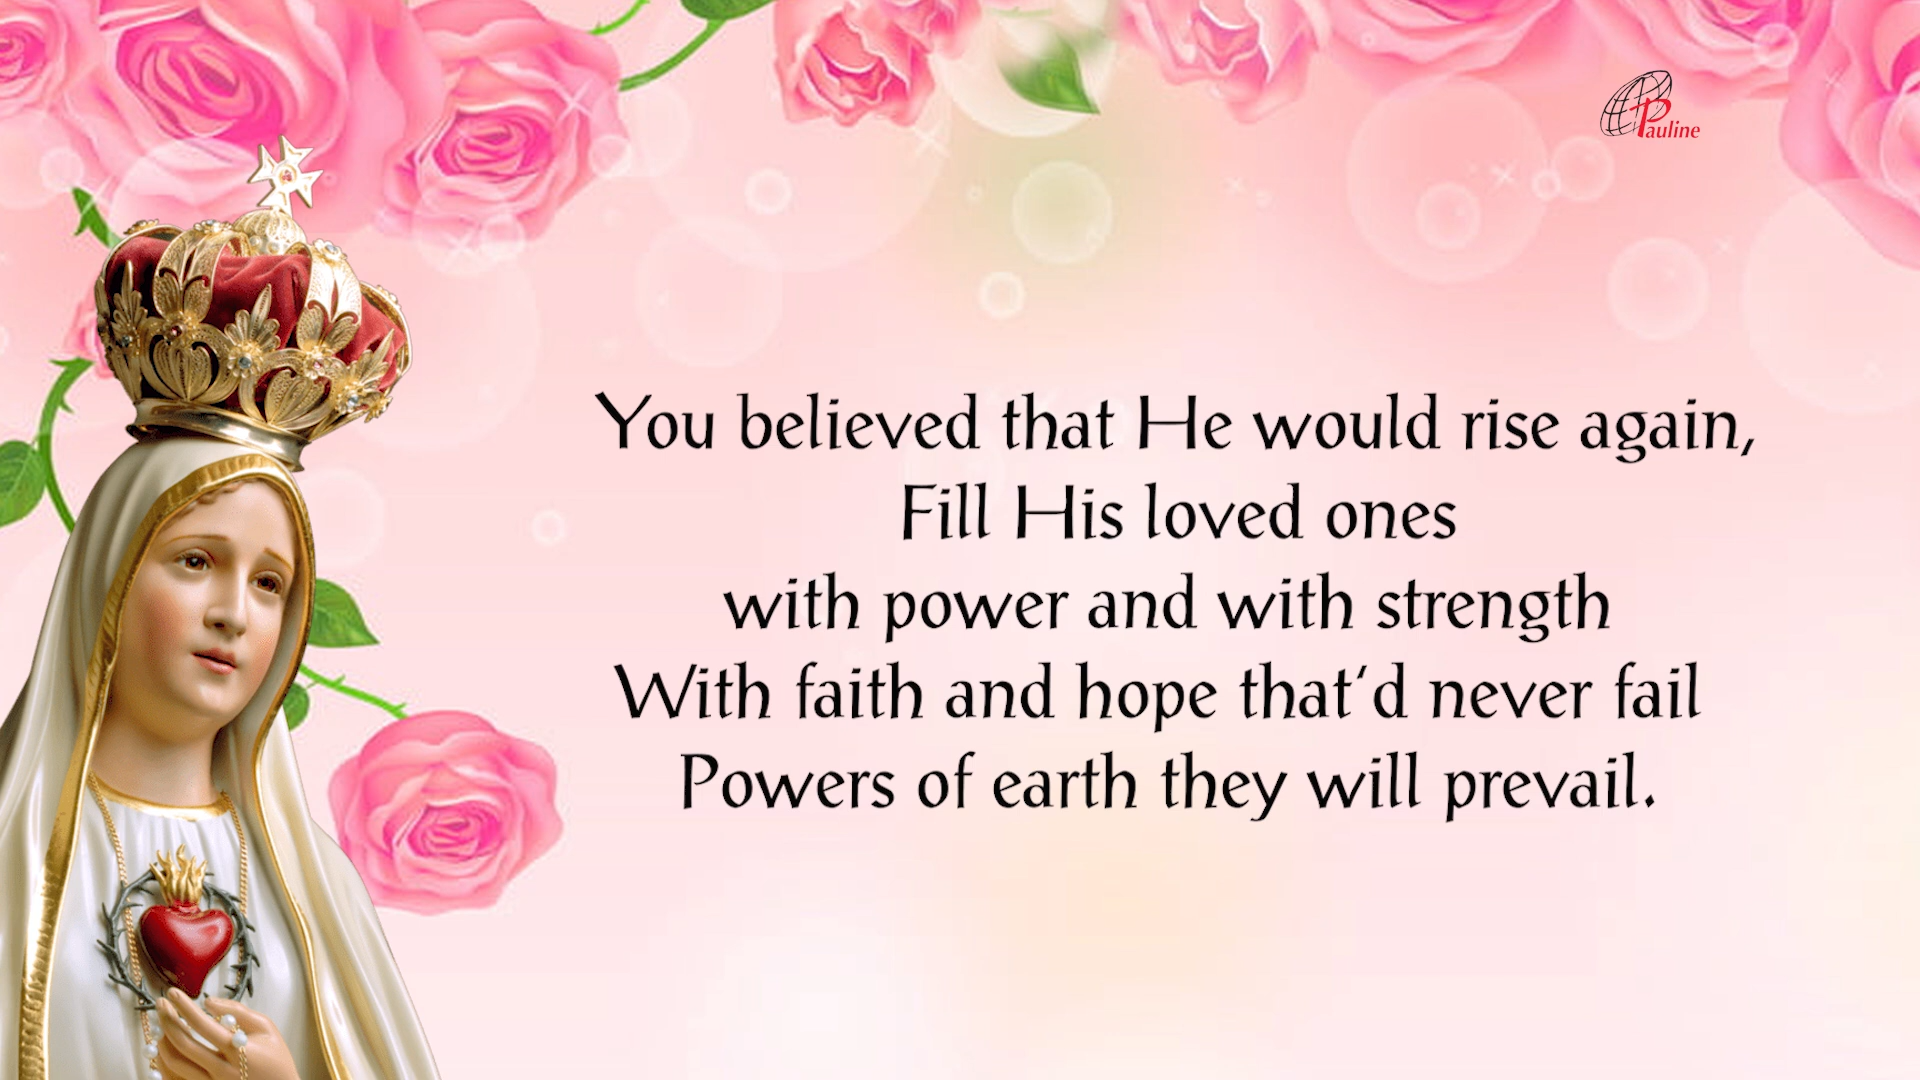 Pauline
You believed that He would rise again,
Fill His loved ones
with power and with strength
With faith and hope that'd never fail
Powers of earth they will prevail.